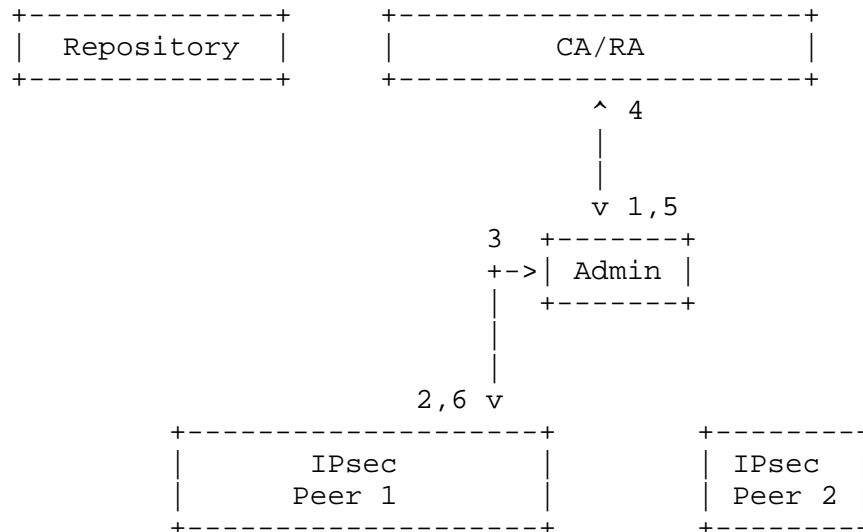 +--------------+      +-----------------------+
|  Repository  |      |         CA/RA         |
+--------------+      +-----------------------+
                                  ^ 4
                                  |
                                  |
                                  v 1,5
                            3  +-------+
                            +->| Admin |
                            |  +-------+
                            |
                            |
                        2,6 v
          +--------------------+        +---------
          |       IPsec        |        | IPsec
          |      Peer 1        |        | Peer 2
          +--------------------+        +---------